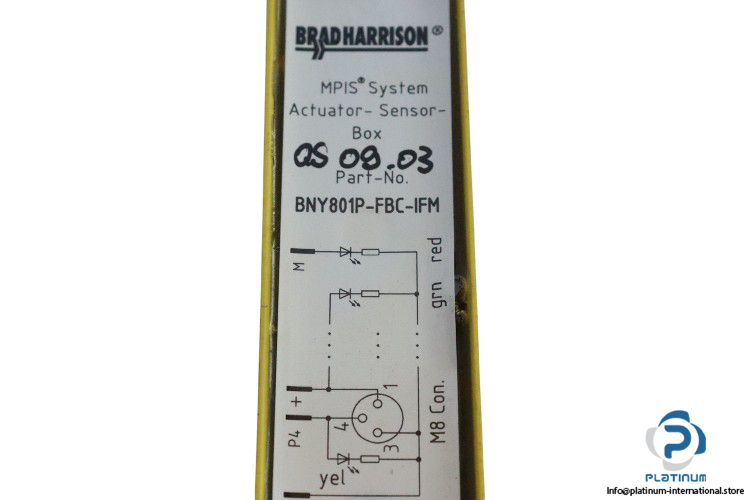 BRADHARRISON ®
MPIS® System
Actuator- Sensor-
Box
QS 09.03
Part-No.
BNY801P-FBC-IFM
M
red
grn
+
1
P4
4
3
M8 Con.
yel
P
PLATINUM
Info@platinum-international.store